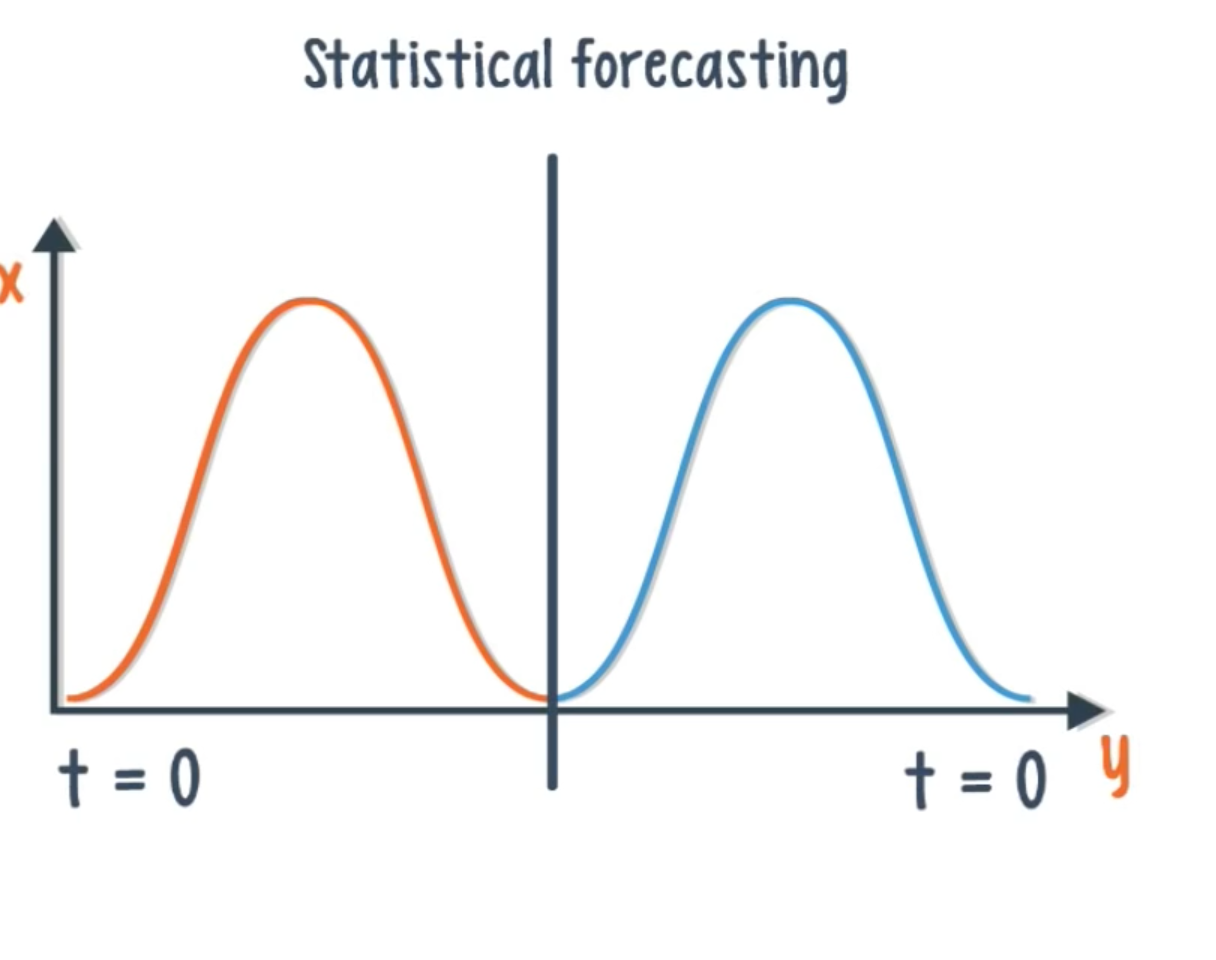 Statistical forecasting
x
t = 0
t = 0
y